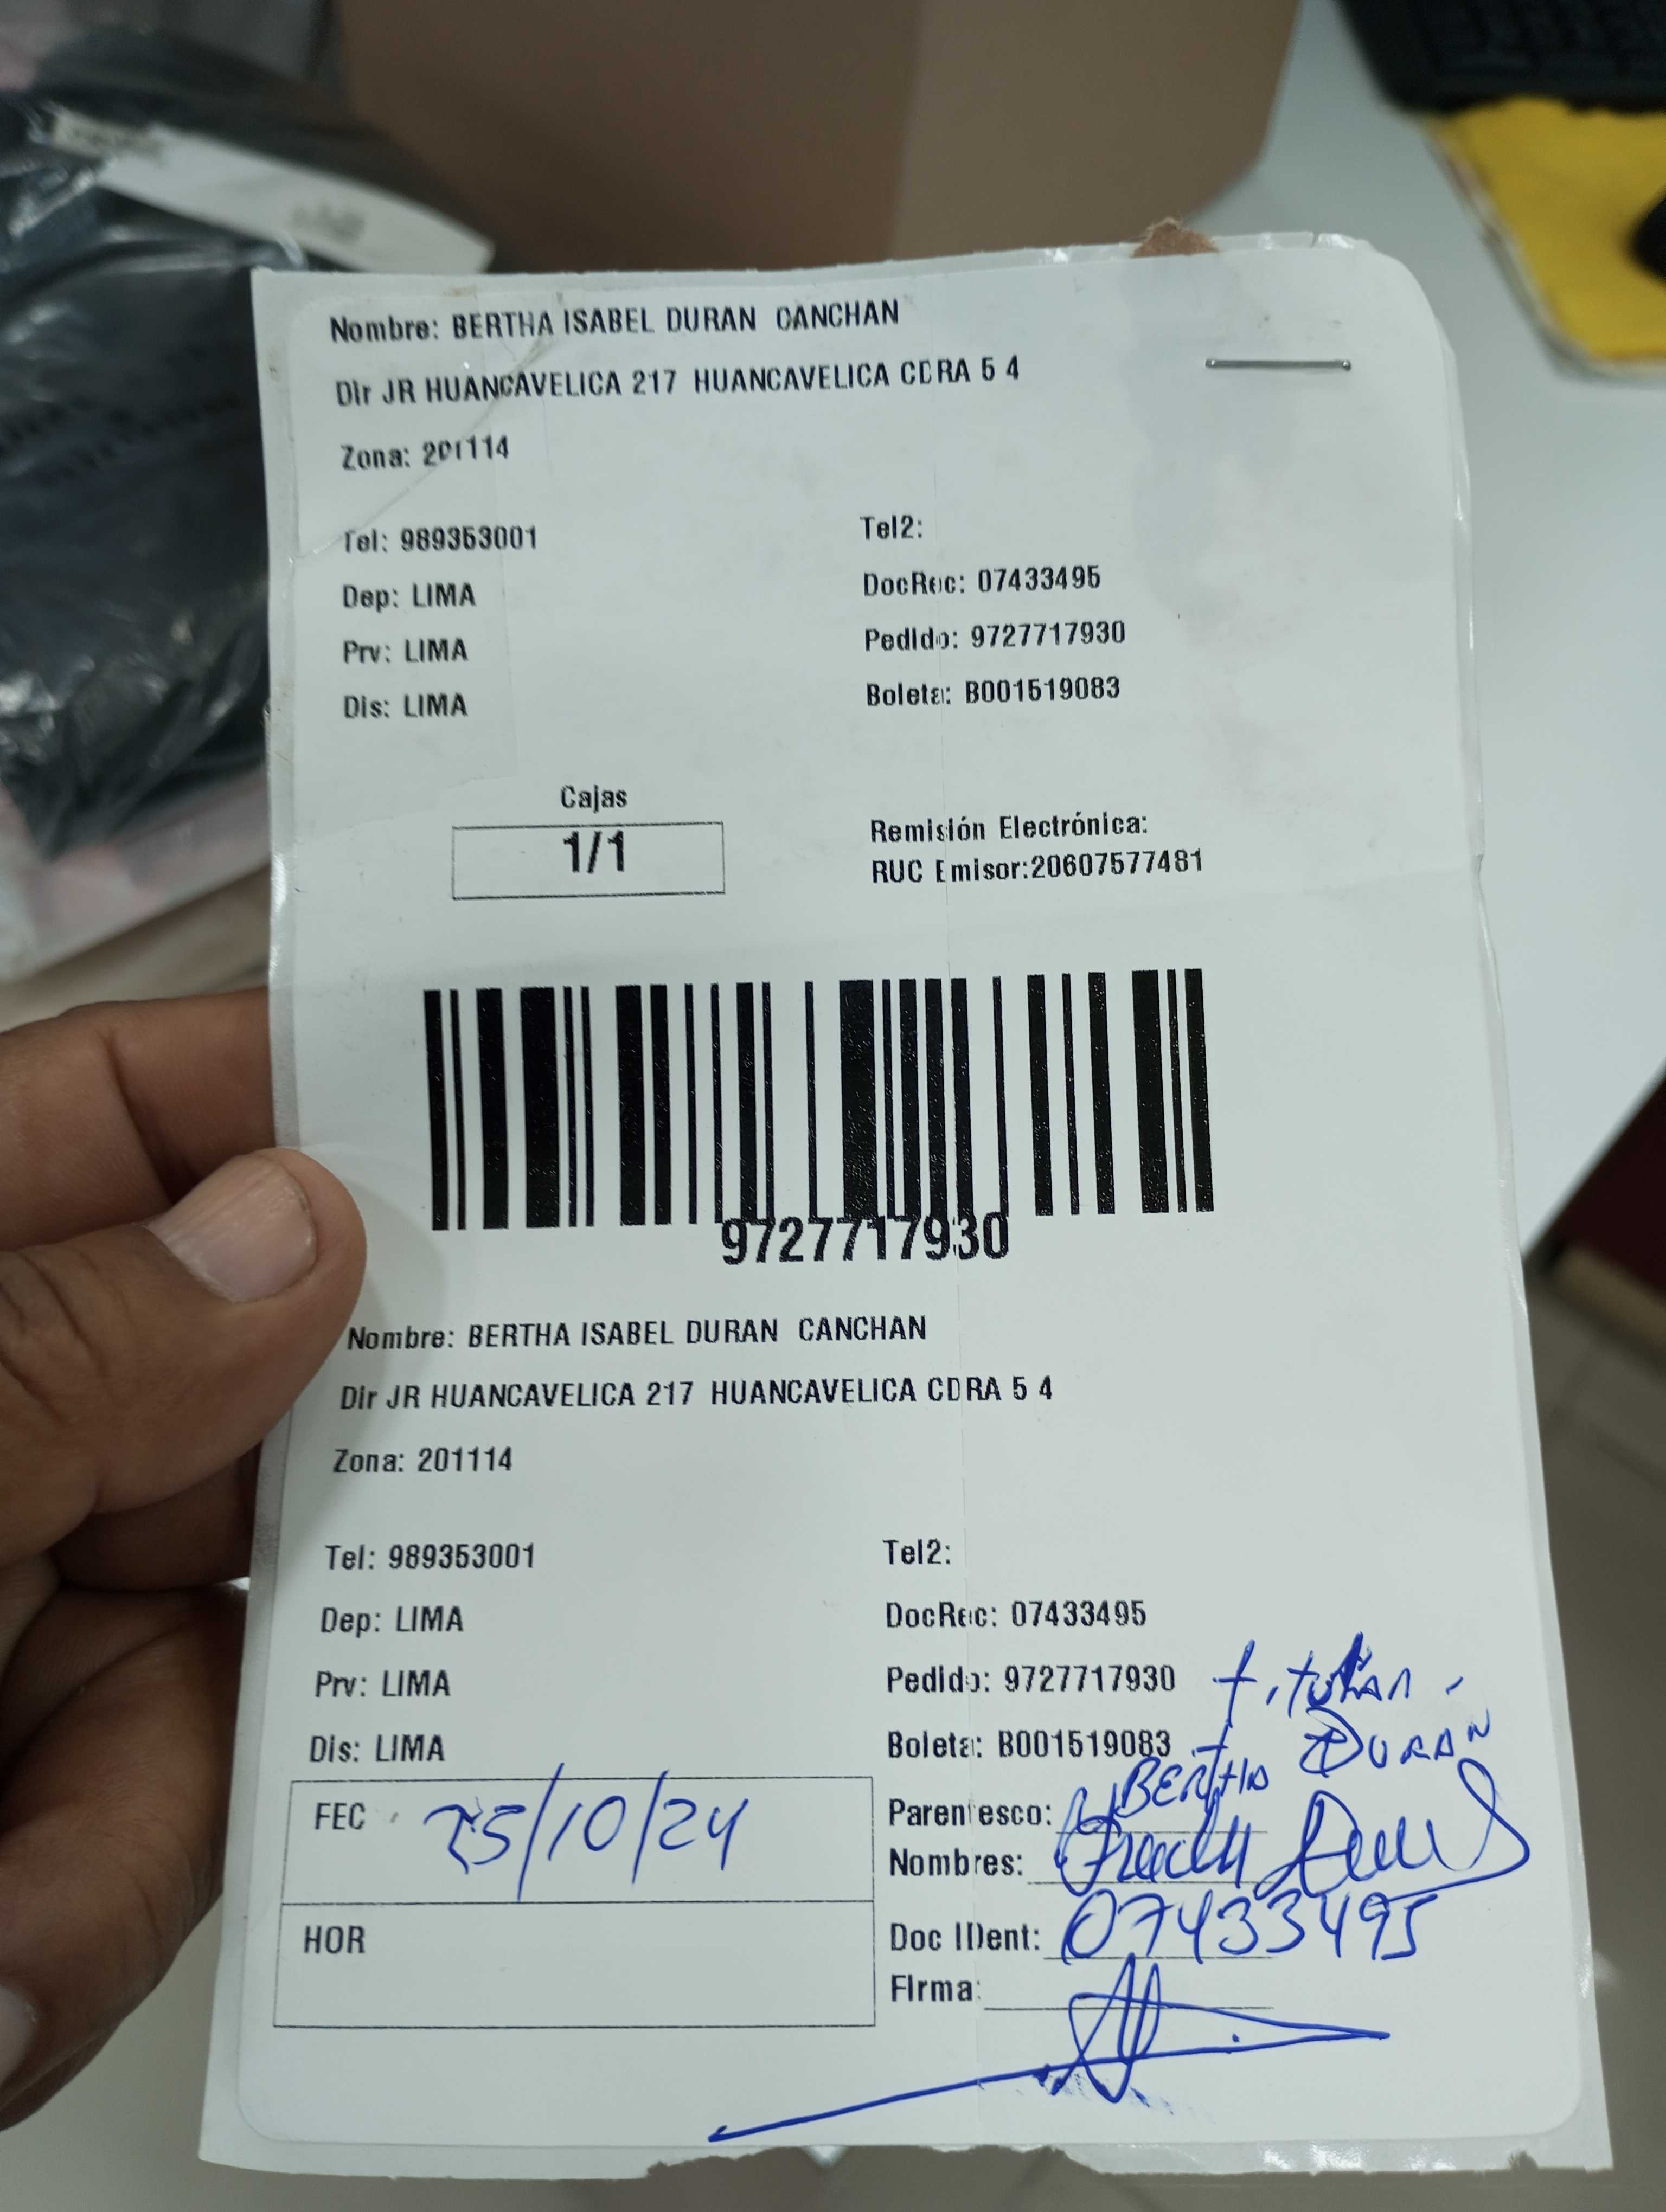 Nombre: BERTHA ISABEL DURAN CANCHAN
Dir JR HUANCAVELICA 217 HUANCAVELICA CDRA 5 4
Zona: 201114
Tel: 989353001
Tel2:
Dep: LIMA
DocRec: 07433495
Prv: LIMA
Pedido: 9727717930
Dis: LIMA
Boleta: B001519083
Cajas
1/1
Remisión Electrónica:
RUC Emisor:20607577481
9727717930
Nombre: BERTHA ISABEL DURAN CANCHAN
Dir JR HUANCAVELICA 217 HUANCAVELICA CDRA 5 4
Zona: 201114
Tel: 989353001
Tel2:
Dep: LIMA
DocRec: 07433495
Prv: LIMA
Pedido: 9727717930
Dis: LIMA
Boleta: B001519083
BERTHA DURAN
FEC 25/10/24
Parentesco:
Nombres:
HOR
Doc IDent: 07433495
Firma: